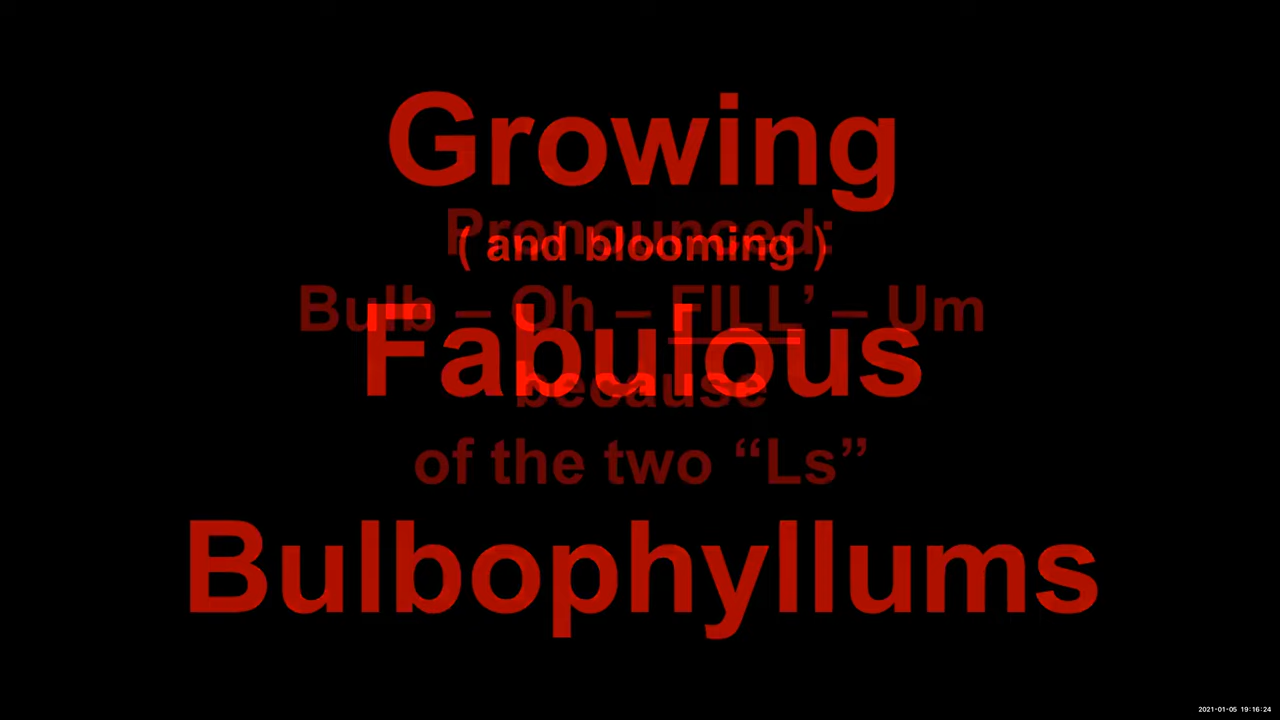 Growing
Pronounced:
( and blooming )
Bulb – Oh – FILL’ – Um
Fabulous
because
of the two “Ls”
Bulbophyllums
2021-01-05 19:16:24